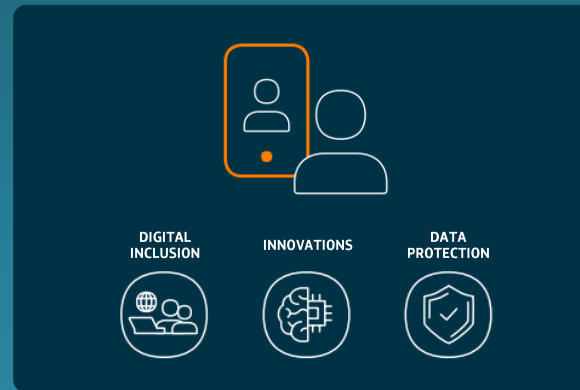 DIGITAL
INCLUSION
INNOVATIONS
DATA
PROTECTION